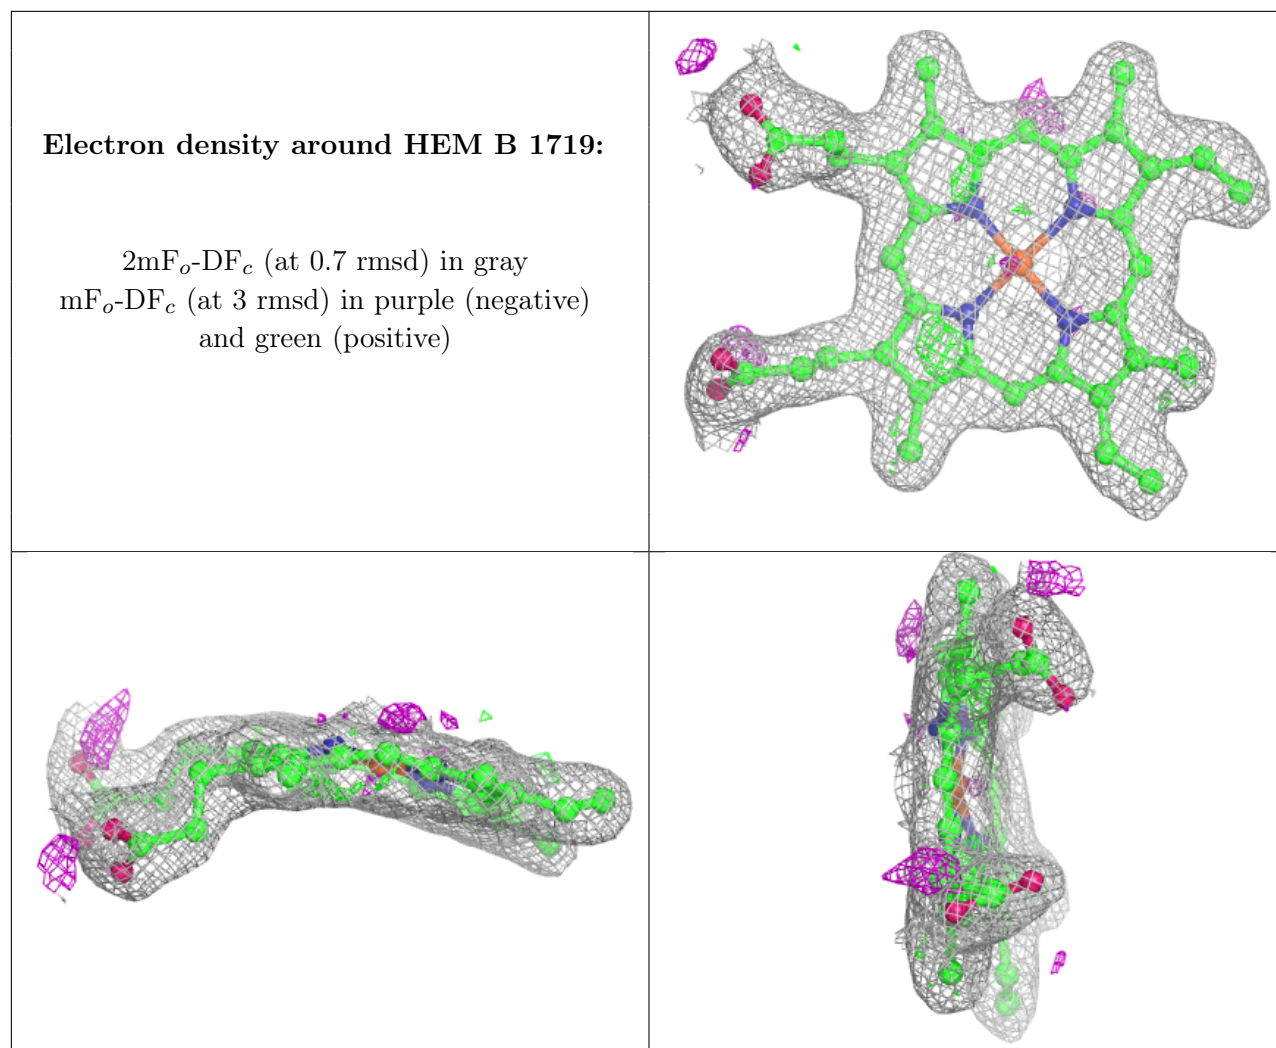 Electron density around HEM B 1719:
2mFₒ-DF𝒸 (at 0.7 rmsd) in gray
mFₒ-DF𝒸 (at 3 rmsd) in purple (negative)
and green (positive)